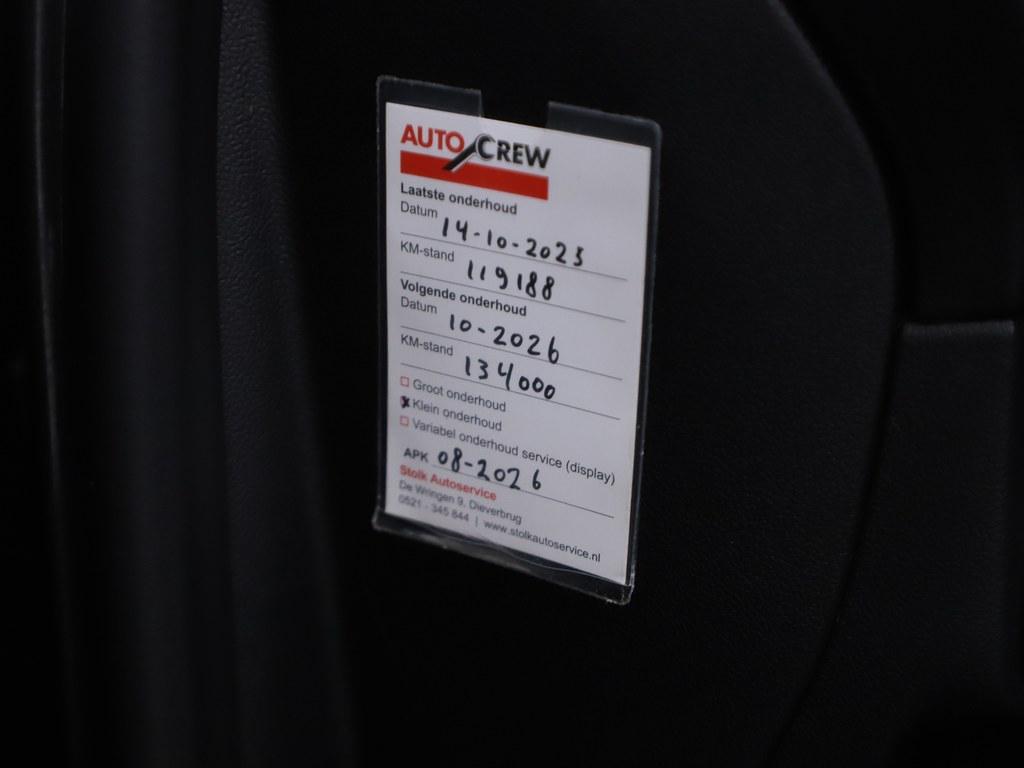 AUTO CREW
Laatste onderhoud
Datum 14-10-2025
KM-stand 119188
Volgende onderhoud
Datum 10-2026
KM-stand 134000
Groot onderhoud
Klein onderhoud
Variabel onderhoud service (display)
APK 08-2026
Stolk Autoservice
De Wringen 9, Dieverbrug
0521 - 345 844 | www.stolkautoservice.nl